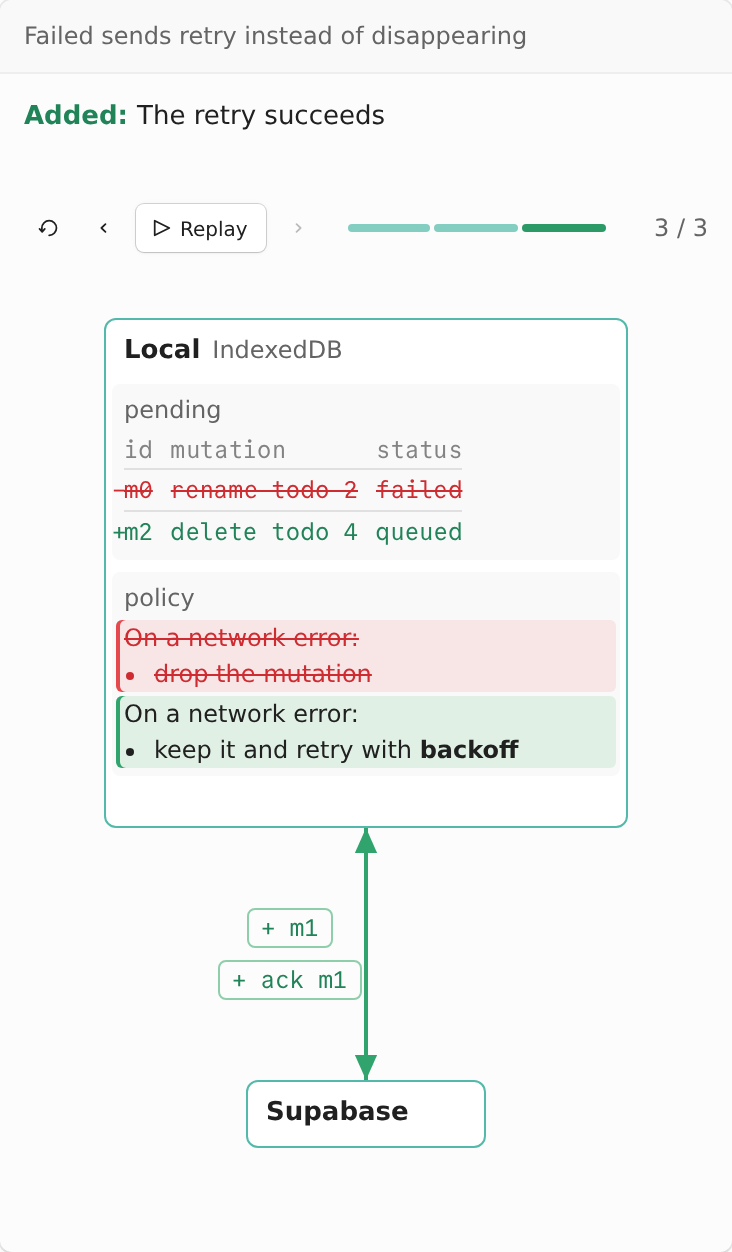 Failed sends retry instead of disappearing
Added: The retry succeeds
Replay
3 / 3
Local IndexedDB
pending
id mutation status
−m0 rename todo 2 failed
+m2 delete todo 4 queued
policy
On a network error:
• drop the mutation
On a network error:
• keep it and retry with backoff
+ m1
+ ack m1
Supabase